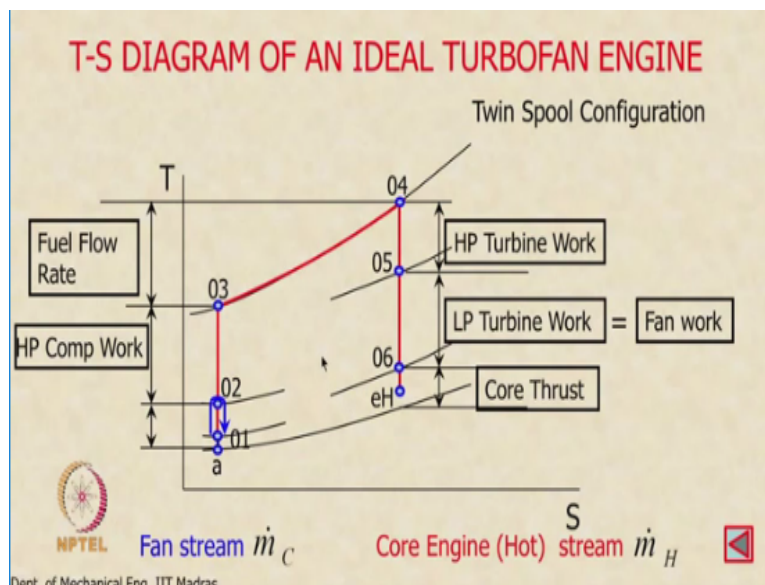 T-S DIAGRAM OF AN IDEAL TURBOFAN ENGINE
Twin Spool Configuration
T
04
Fuel Flow
Rate
HP Turbine Work
05
03
LP Turbine Work = Fan work
HP Comp Work
06
02
eH
Core Thrust
01
a
S
NPTEL
Fan stream ṁ C
Core Engine (Hot) stream ṁ H
Dept. of Mechanical Eng. IIT Madras